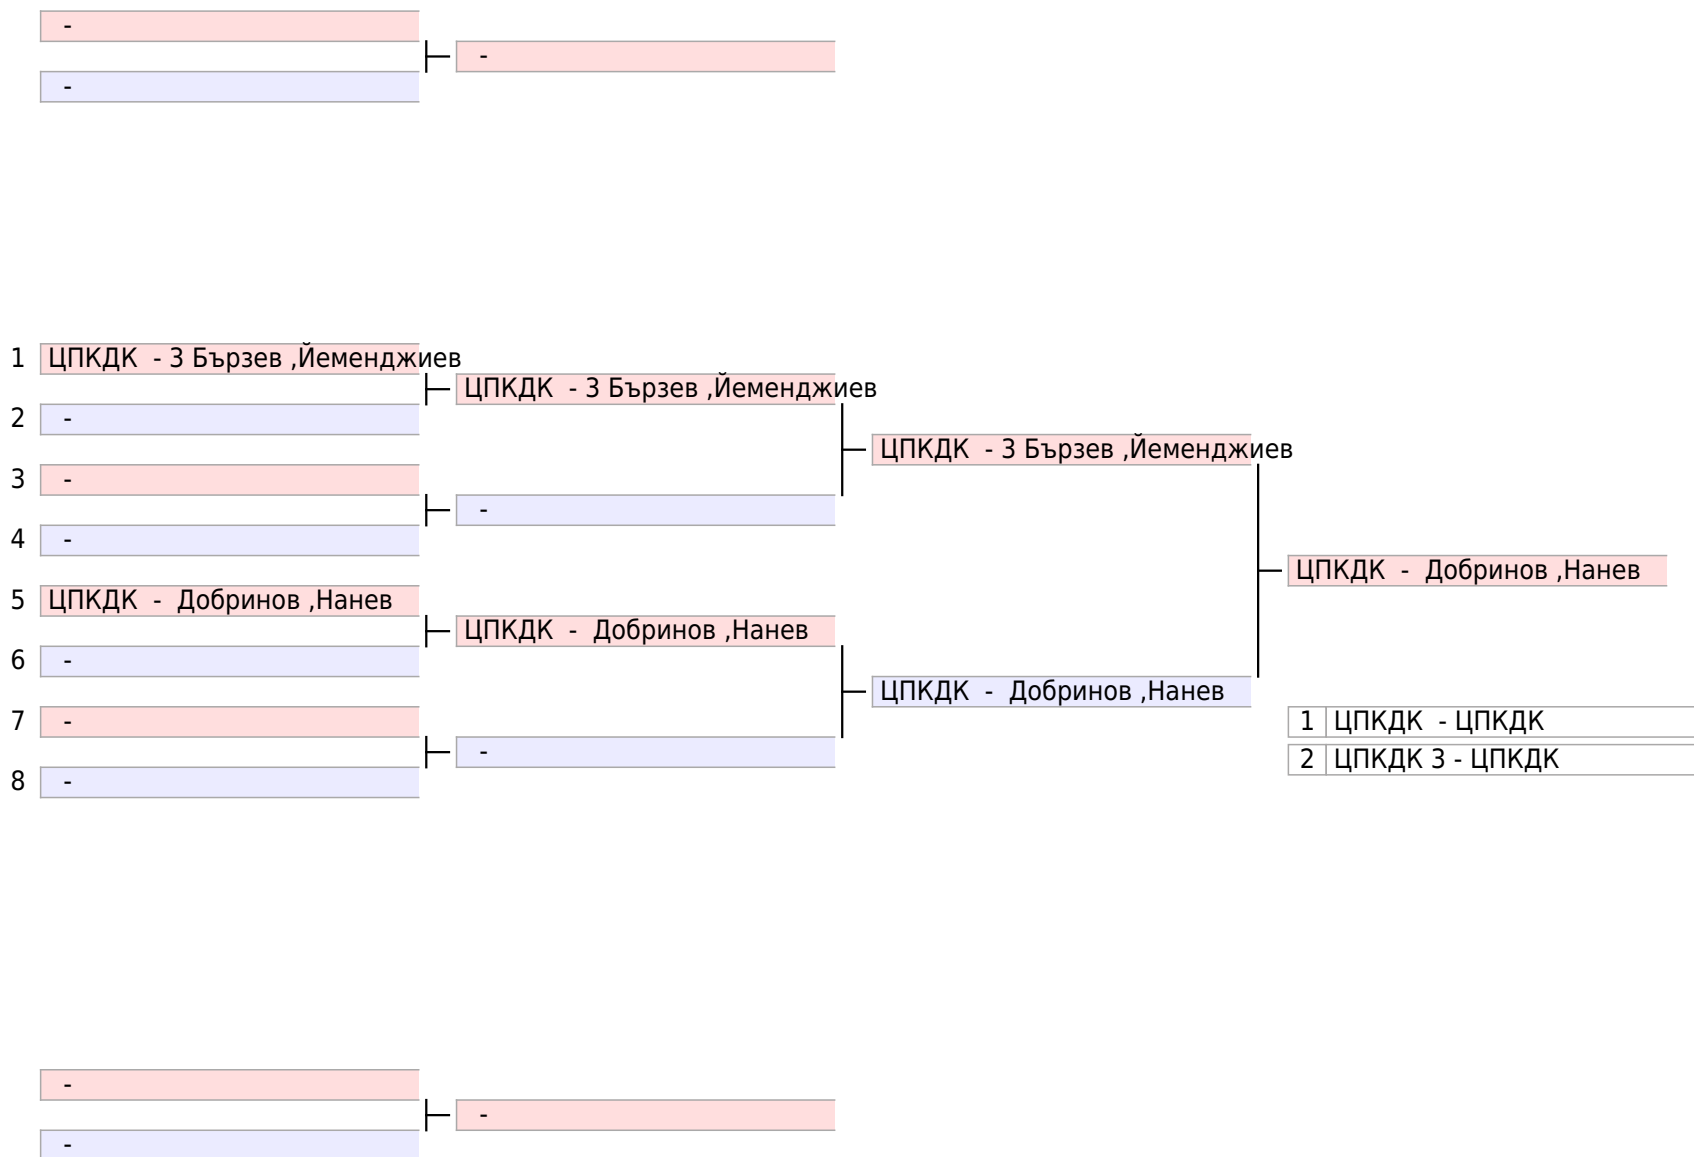 -
-
-
1 ЦПКДК - 3 Бързев ,Йеменджиев
ЦПКДК - 3 Бързев ,Йеменджиев
2 -
ЦПКДК - 3 Бързев ,Йеменджиев
3 -
-
4 -
ЦПКДК - Добринов ,Нанев
5 ЦПКДК - Добринов ,Нанев
ЦПКДК - Добринов ,Нанев
6 -
ЦПКДК - Добринов ,Нанев
7 -
1 ЦПКДК - ЦПКДК
-
2 ЦПКДК 3 - ЦПКДК
8 -
-
-
-